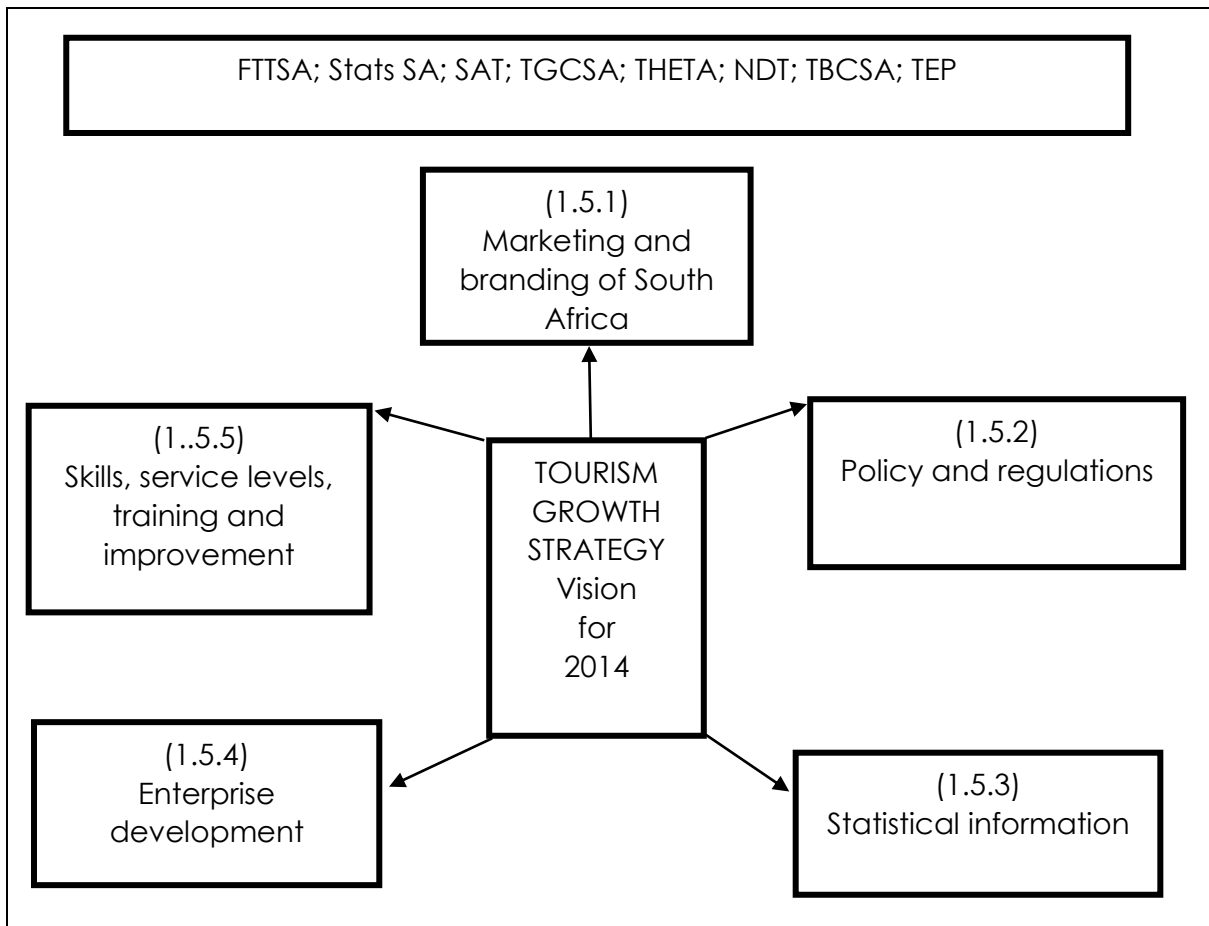 FTTSA; Stats SA; SAT; TGCSA; THETA; NDT; TBCSA; TEP
(1.5.1)
Marketing and
branding of South
Africa
(1..5.5)
Skills, service levels,
training and
improvement
TOURISM
GROWTH
STRATEGY
Vision
for
2014
(1.5.2)
Policy and regulations
(1.5.4)
Enterprise
development
(1.5.3)
Statistical information